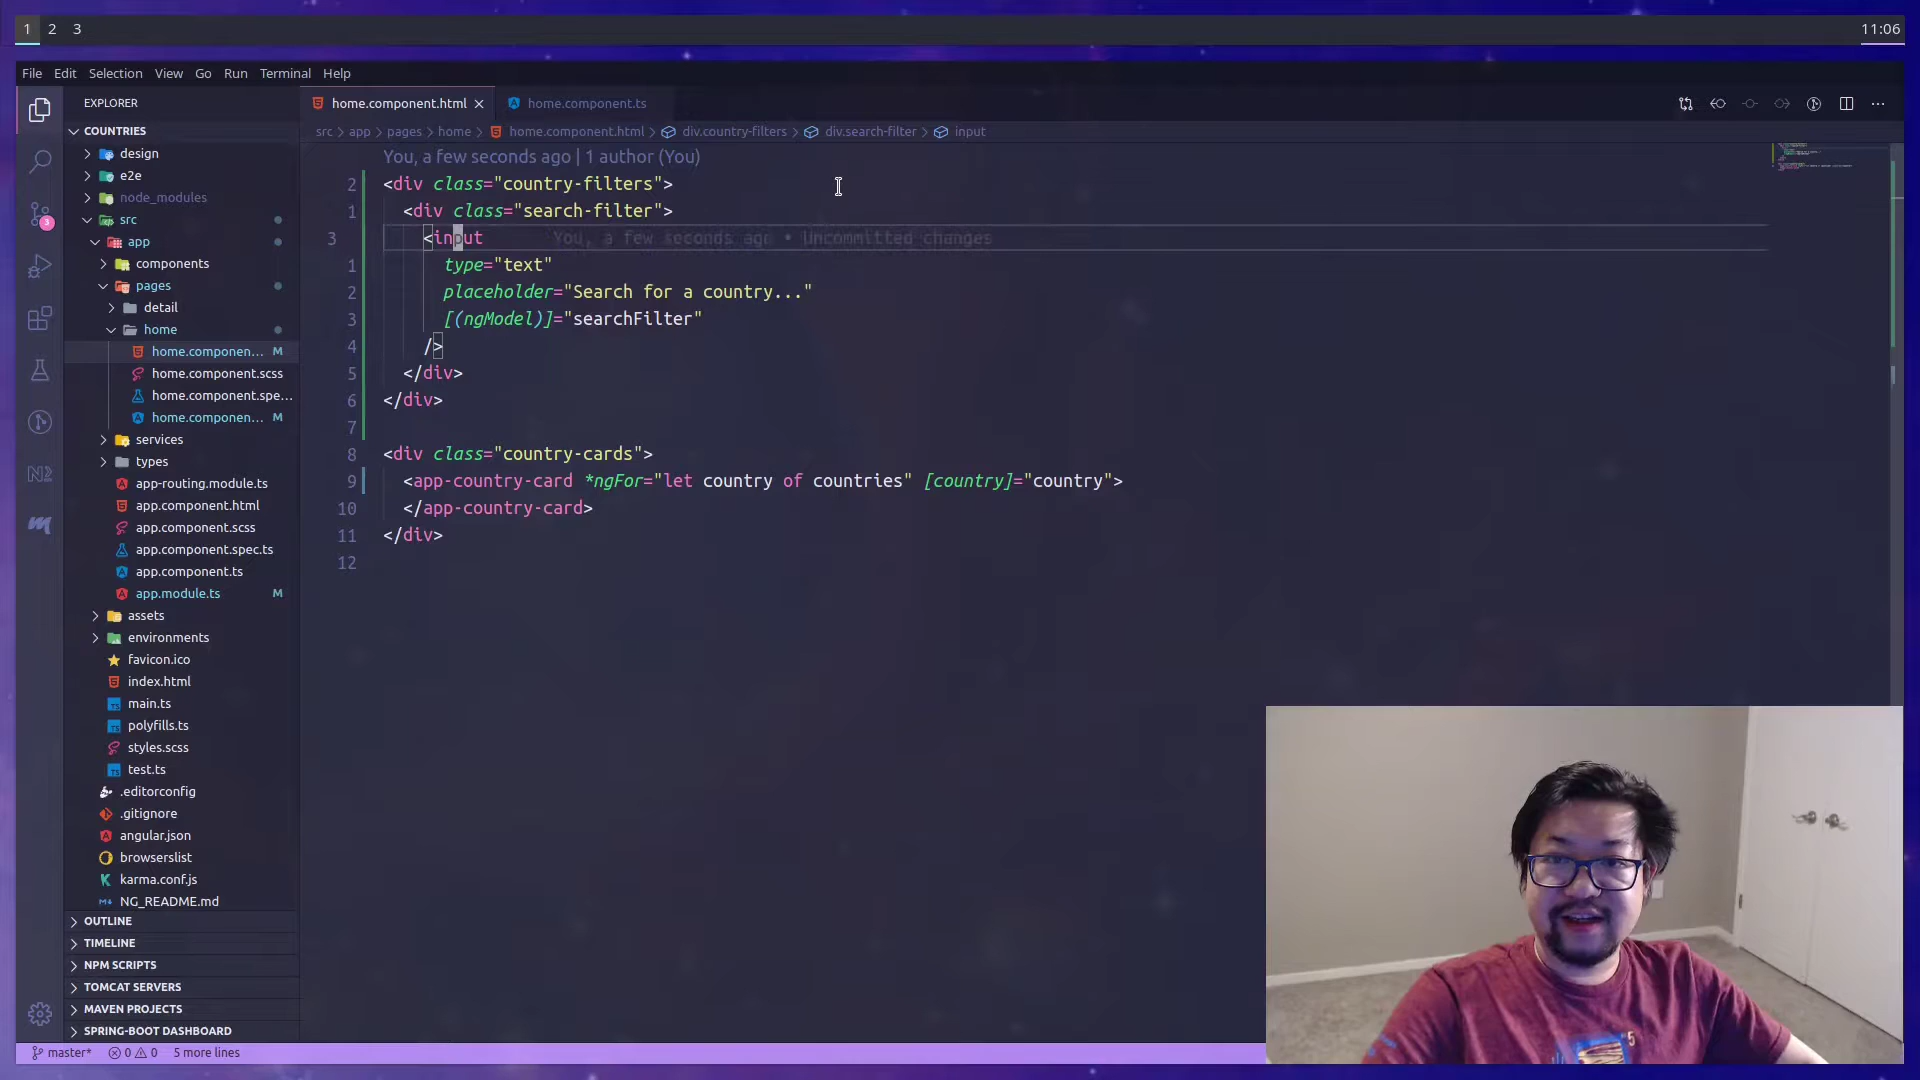 1 2 3
11:06
File Edit Selection View Go Run Terminal Help
EXPLORER
COUNTRIES
design
e2e
node_modules
src
app
components
pages
detail
home
home.componen... M
home.component.scss
home.component.spe...
home.componen... M
services
types
app-routing.module.ts
app.component.html
app.component.scss
app.component.spec.ts
app.component.ts
app.module.ts M
assets
environments
favicon.ico
index.html
main.ts
polyfills.ts
styles.scss
test.ts
.editorconfig
.gitignore
angular.json
browserslist
karma.conf.js
NG_README.md
OUTLINE
TIMELINE
NPM SCRIPTS
TOMCAT SERVERS
MAVEN PROJECTS
SPRING-BOOT DASHBOARD
home.component.html home.component.ts
src > app > pages > home > home.component.html > div.country-filters > div.search-filter > input
You, a few seconds ago | 1 author (You)
2 <div class="country-filters">
1 <div class="search-filter">
3 <input You, a few seconds ago • Uncommitted changes
1 type="text"
2 placeholder="Search for a country..."
3 [(ngModel)]="searchFilter"
4 />
5 </div>
6 </div>
7
8 <div class="country-cards">
9 <app-country-card *ngFor="let country of countries" [country]="country">
10 </app-country-card>
11 </div>
12
3
N2
master* 0 0 5 more lines